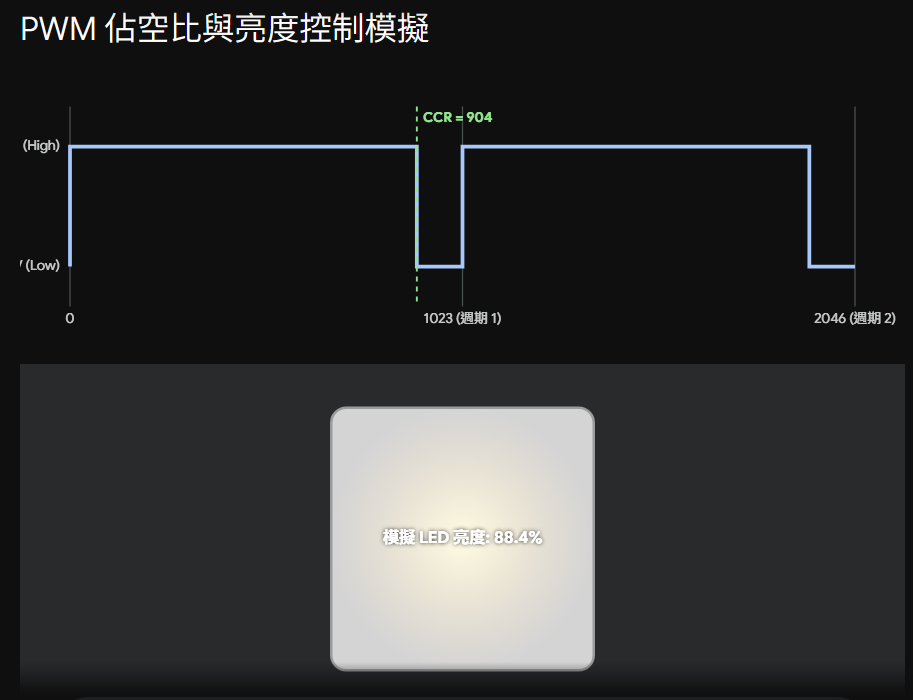 PWM 佔空比與亮度控制模擬
CCR = 904
(High)
(Low)
0
1023 (週期 1)
2046 (週期 2)
模擬 LED 亮度: 88.4%